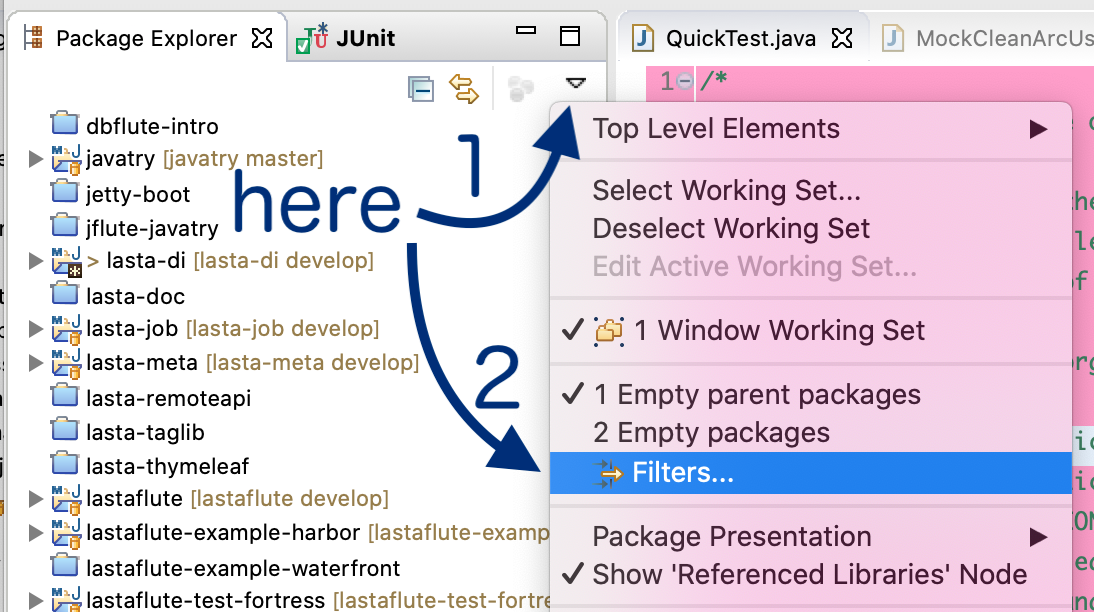 Package Explorer
JUnit
QuickTest.java
MockCleanArcUs
1
/*
dbflute-intro
javatry [javatry master]
jetty-boot
jflute-javatry
> lasta-di [lasta-di develop]
lasta-doc
lasta-job [lasta-job develop]
lasta-meta [lasta-meta develop]
lasta-remoteapi
lasta-taglib
lasta-thymeleaf
lastaflute [lastaflute develop]
lastaflute-example-harbor [lastaflute-examp
lastaflute-example-waterfront
lastaflute-test-fortress [lastaflute-test-fortre
here
1
2
Top Level Elements
Select Working Set...
Deselect Working Set
Edit Active Working Set...
1 Window Working Set
1 Empty parent packages
2 Empty packages
Filters...
Package Presentation
Show 'Referenced Libraries' Node